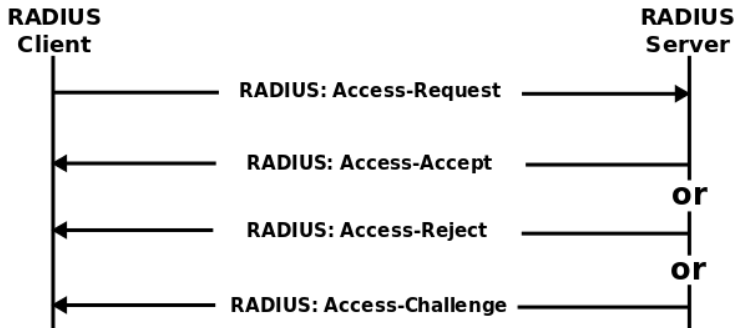 RADIUS
Client
RADIUS
Server
RADIUS: Access-Request
RADIUS: Access-Accept
or
RADIUS: Access-Reject
or
RADIUS: Access-Challenge